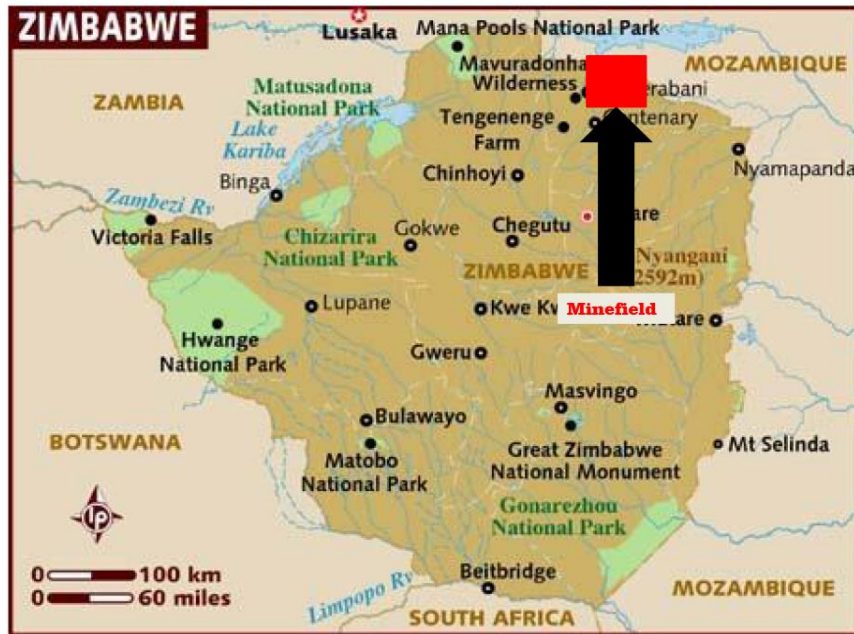 ZIMBABWE
Lusaka
Mana Pools National Park
MOZAMBIQUE
Mavuradonha
Wilderness
erabani
ZAMBIA
Matusadona
National Park
Tengenenge
Farm
Centenary
Lake
Kariba
Nyamapanda
Chinhoyi
Binga
Zambezi Rv
Victoria Falls
Gokwe
Chegutu
are
Chizarira
National Park
ZIMBABWE
Nyangani
2592m)
Lupane
Kwe Kw
Minefield
Hwange
National Park
Gweru
Masvingo
Bulawayo
BOTSWANA
Matobo
National Park
Great Zimbabwe
National Monument
Mt Selinda
Gonarezhou
National Park
lp
0 100 km
0 60 miles
Beitbridge
Limpopo Rv
SOUTH AFRICA
MOZAMBIQUE